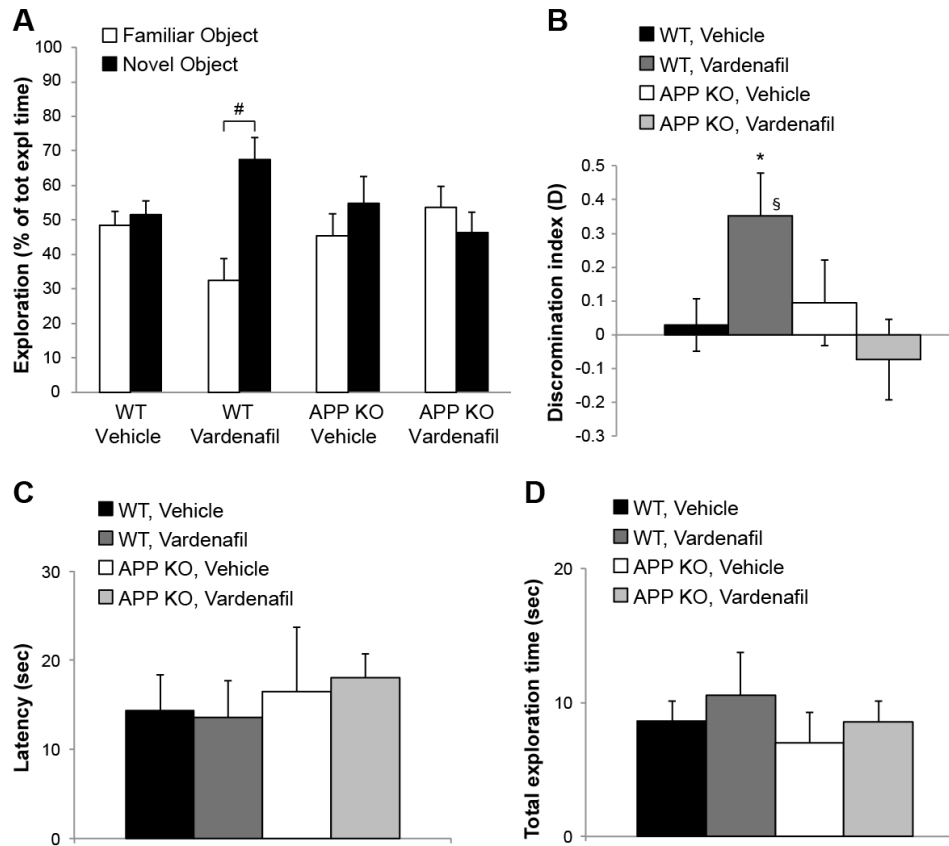 A
Familiar Object
Novel Object
Exploration (% of tot expl time)
100
90
80
70
60
50
40
30
20
10
0
#
WT
Vehicle
WT
Vardenafil
APP KO
Vehicle
APP KO
Vardenafil
B
WT, Vehicle
WT, Vardenafil
APP KO, Vehicle
APP KO, Vardenafil
Discromination index (D)
0.5
0.4
0.3
0.2
0.1
0
-0.1
-0.2
-0.3
*
§
C
WT, Vehicle
WT, Vardenafil
APP KO, Vehicle
APP KO, Vardenafil
Latency (sec)
30
20
10
0
D
WT, Vehicle
WT, Vardenafil
APP KO, Vehicle
APP KO, Vardenafil
Total exploration time (sec)
20
10
0